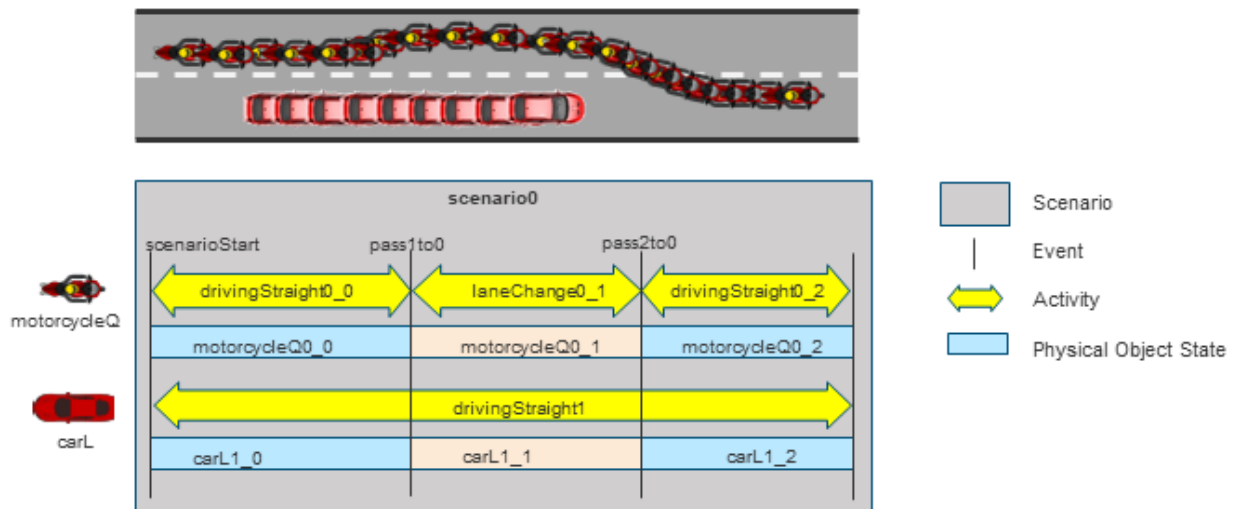 scenario0
scenarioStart pass1to0 pass2to0
drivingStraight0_0 laneChange0_1 drivingStraight0_2
motorcycleQ
motorcycleQ0_0 motorcycleQ0_1 motorcycleQ0_2
drivingStraight1
carL
carL1_0 carL1_1 carL1_2
Scenario
Event
Activity
Physical Object State